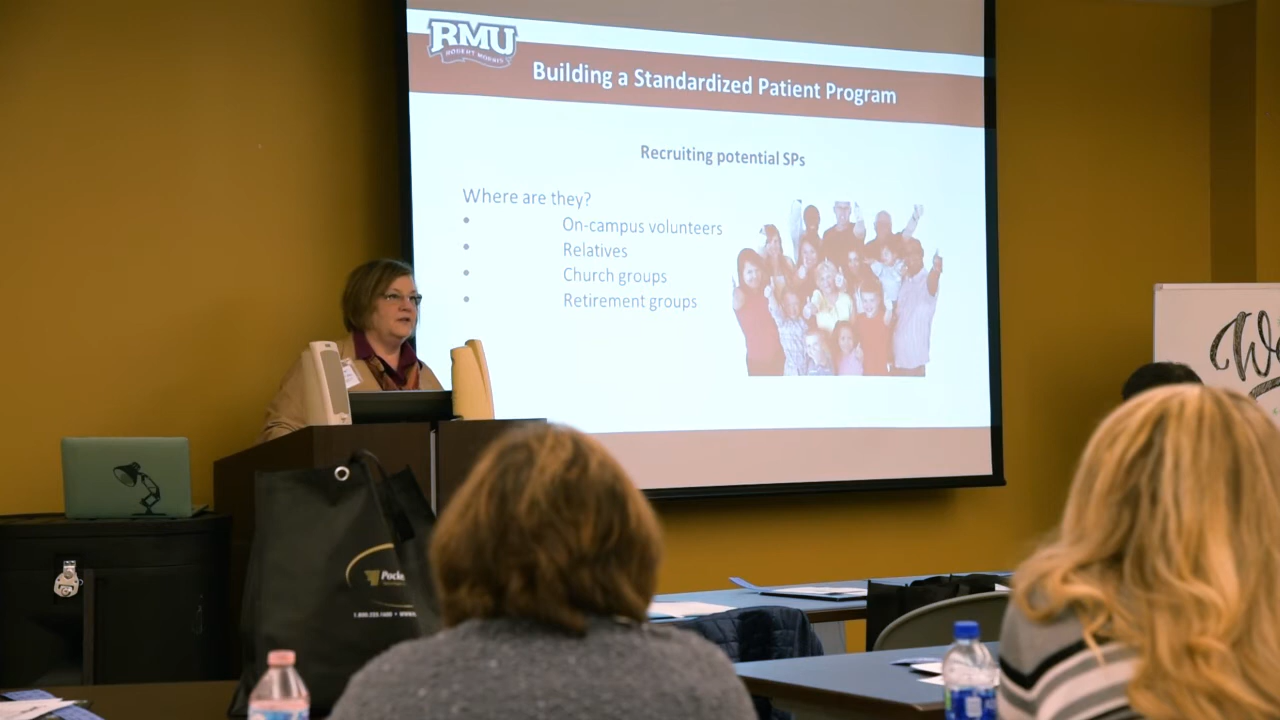 RMU
ROBERT MORRIS
Building a Standardized Patient Program
Recruiting potential SPs
Where are they?
• On-campus volunteers
• Relatives
• Church groups
• Retirement groups
We